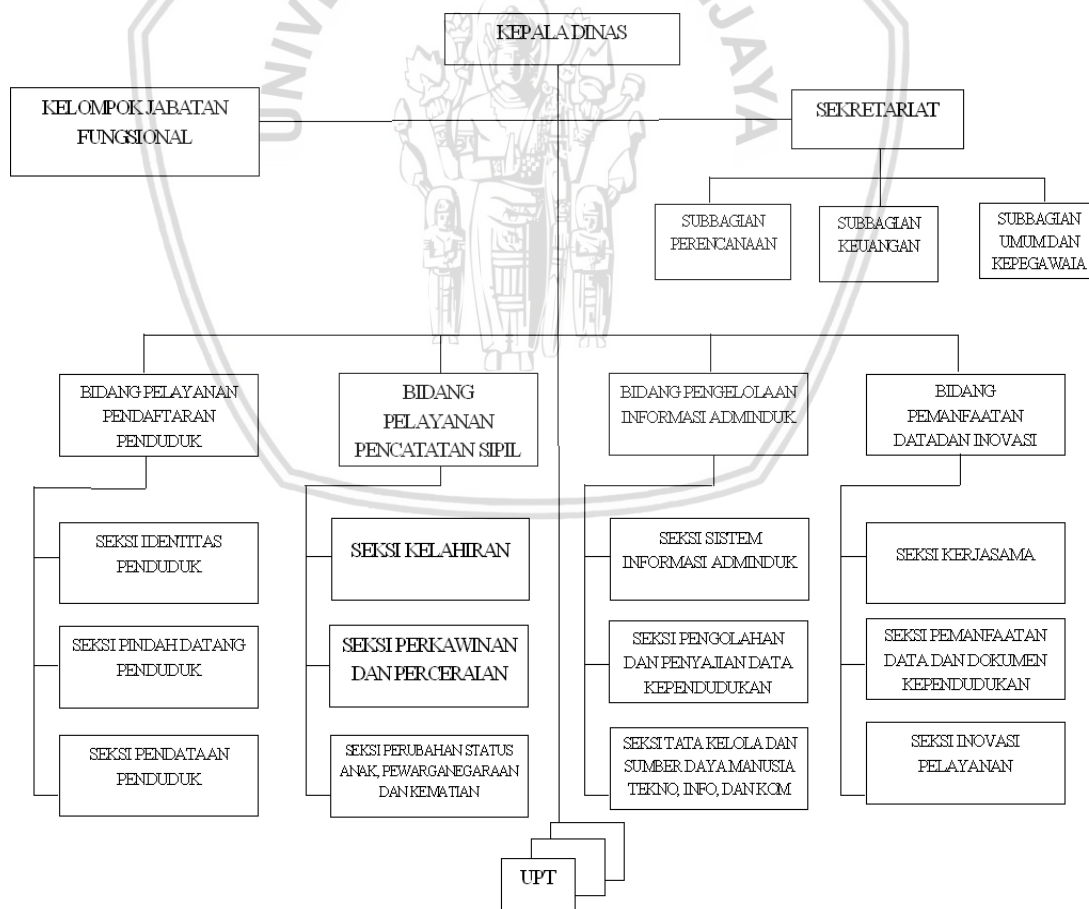 UNIV
JAYA
KEPALA DINAS
KELOMPOK JABATAN
FUNGSIONAL
SEKRETARIAT
SUBBAGIAN
PERENCANAAN
SUBBAGIAN
KEUANGAN
SUBBAGIAN
UMUM DAN
KEPEGAWAIA
BIDANG PELAYANAN
PENDAFTARAN
PENDUDUK
BIDANG
PELAYANAN
PENCATATAN SIPIL
BIDANG PENGELOLAAN
INFORMASI ADMINDUK
BIDANG
PEMANFAATAN
DATADAN INOVASI
SEKSI IDENTITAS
PENDUDUK
SEKSI PINDAH DATANG
PENDUDUK
SEKSI PENDATAAN
PENDUDUK
SEKSI KELAHIRAN
SEKSI PERKAWINAN
DAN PERCERAIAN
SEKSI PERUBAHAN STATUS
ANAK, PEWARGANEGARAAN
DAN KEMATIAN
SEKSI SISTEM
INFORMASI ADMINDUK
SEKSI PENGOLAHAN
DAN PENYAJIAN DATA
KEPENDUDUKAN
SEKSI TATA KELOLA DAN
SUMBER DAYA MANUSIA
TEKNO, INFO, DAN KOM
SEKSI KERJASAMA
SEKSI PEMANFAATAN
DATA DAN DOKUMEN
KEPENDUDUKAN
SEKSI INOVASI
PELAYANAN
UPT